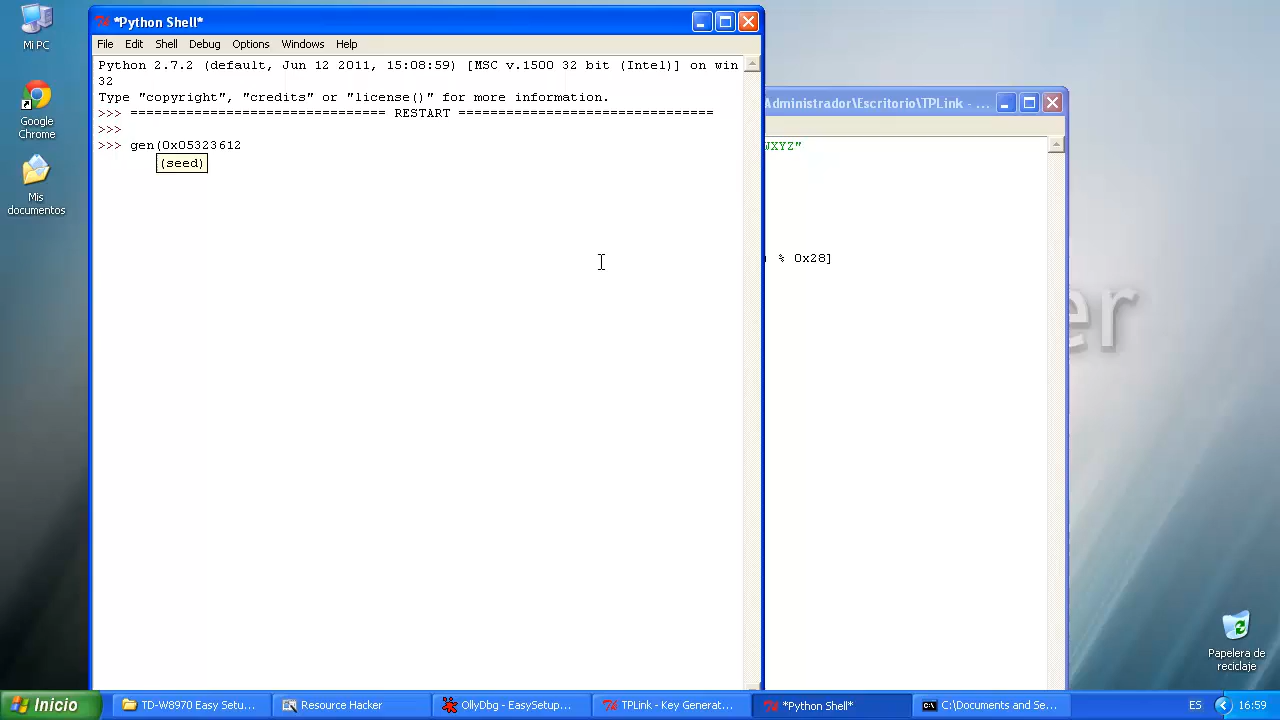 Mi PC
Google
Chrome
Mis
documentos
*Python Shell*
File Edit Shell Debug Options Windows Help
Python 2.7.2 (default, Jun 12 2011, 15:08:59) [MSC v.1500 32 bit (Intel)] on win
32
Type "copyright", "credits" or "license()" for more information.
>>> ================================ RESTART ================================
>>>
>>> gen(0x05323612
(seed)
Administrador\Escritorio\TPLink - ...
WXYZ"
% 0x28]
er
Papelera de
reciclaje
Inicio
TD-W8970 Easy Setu...
Resource Hacker
OllyDbg - EasySetup...
TPLink - Key Generat...
*Python Shell*
C:\Documents and Se...
ES
16:59